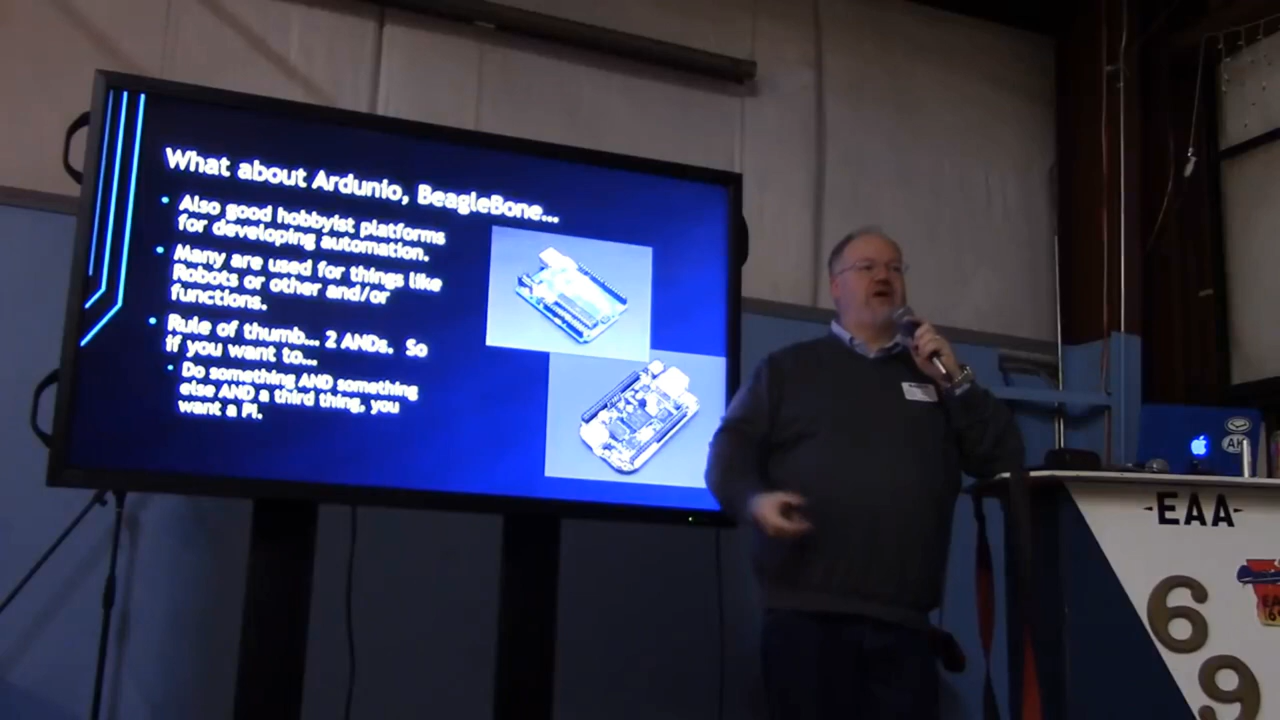 What about Ardunio, BeagleBone...
• Also good hobbyist platforms
for developing automation.
• Many are used for things like
Robots or other and/or
functions.
• Rule of thumb... 2 ANDs. So
if you want to...
• Do something AND something
else AND a third thing, you
want a Pi.
AK
-EAA-
6
9